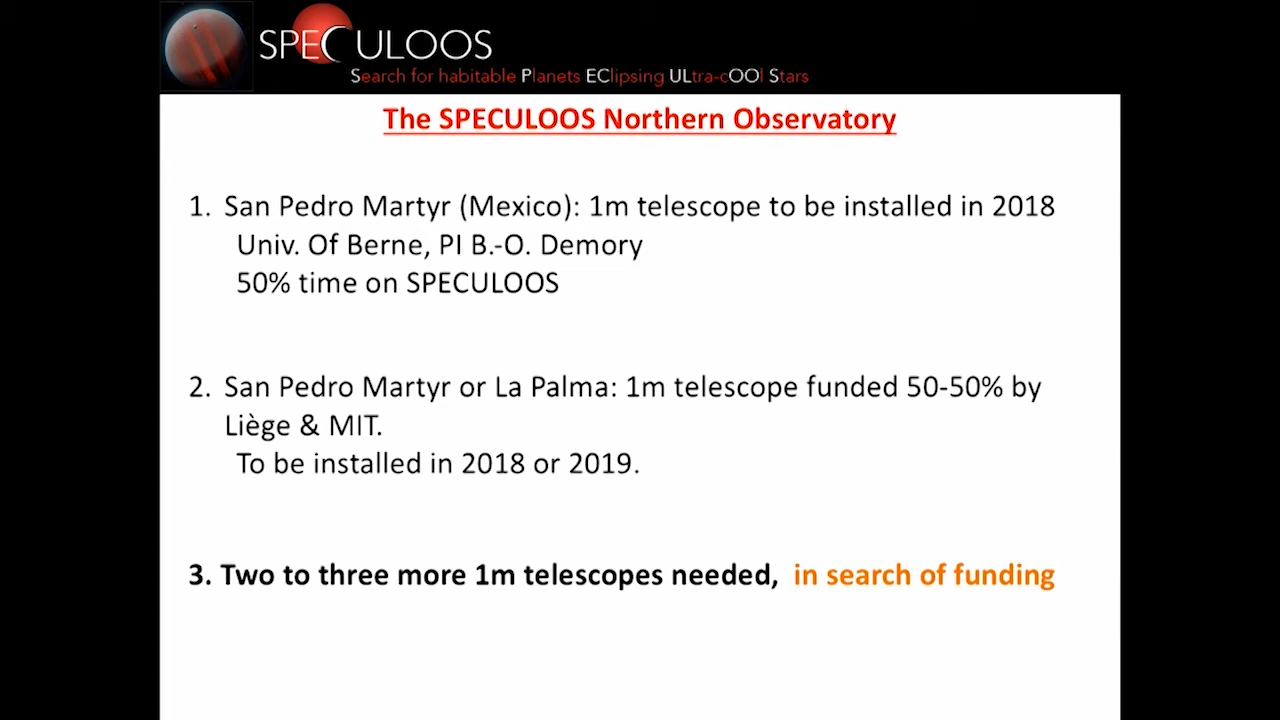 SPECULOOS
Search for habitable Planets EClipsing ULtra-cOOl Stars
The SPECULOOS Northern Observatory
1. San Pedro Martyr (Mexico): 1m telescope to be installed in 2018
Univ. Of Berne, PI B.-O. Demory
50% time on SPECULOOS
2. San Pedro Martyr or La Palma: 1m telescope funded 50-50% by
Liège & MIT.
To be installed in 2018 or 2019.
3. Two to three more 1m telescopes needed, in search of funding